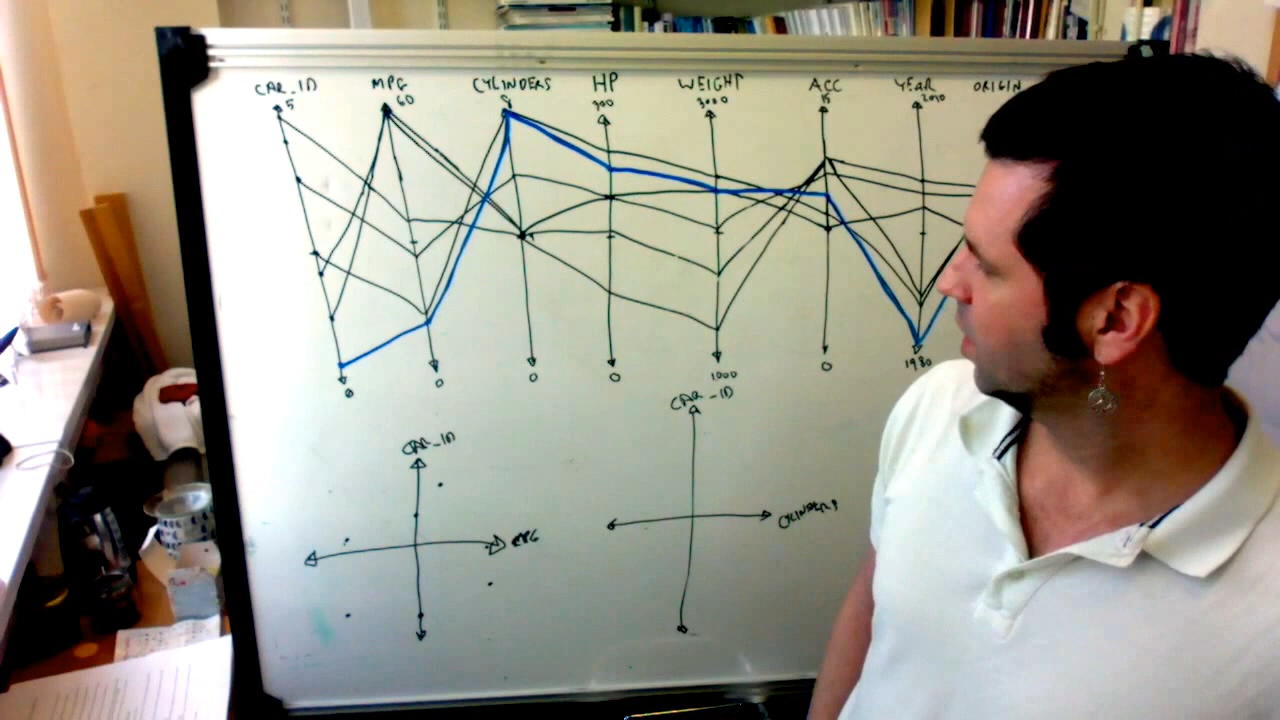 CAR_ID MPG CYLINDERS HP WEIGHT ACC YEAR ORIGIN
5 60 8 300 3000 15 2010
0 0 0 0 1000 0 1980
CAR_ID
CAR_ID
MPG
CYLINDERS